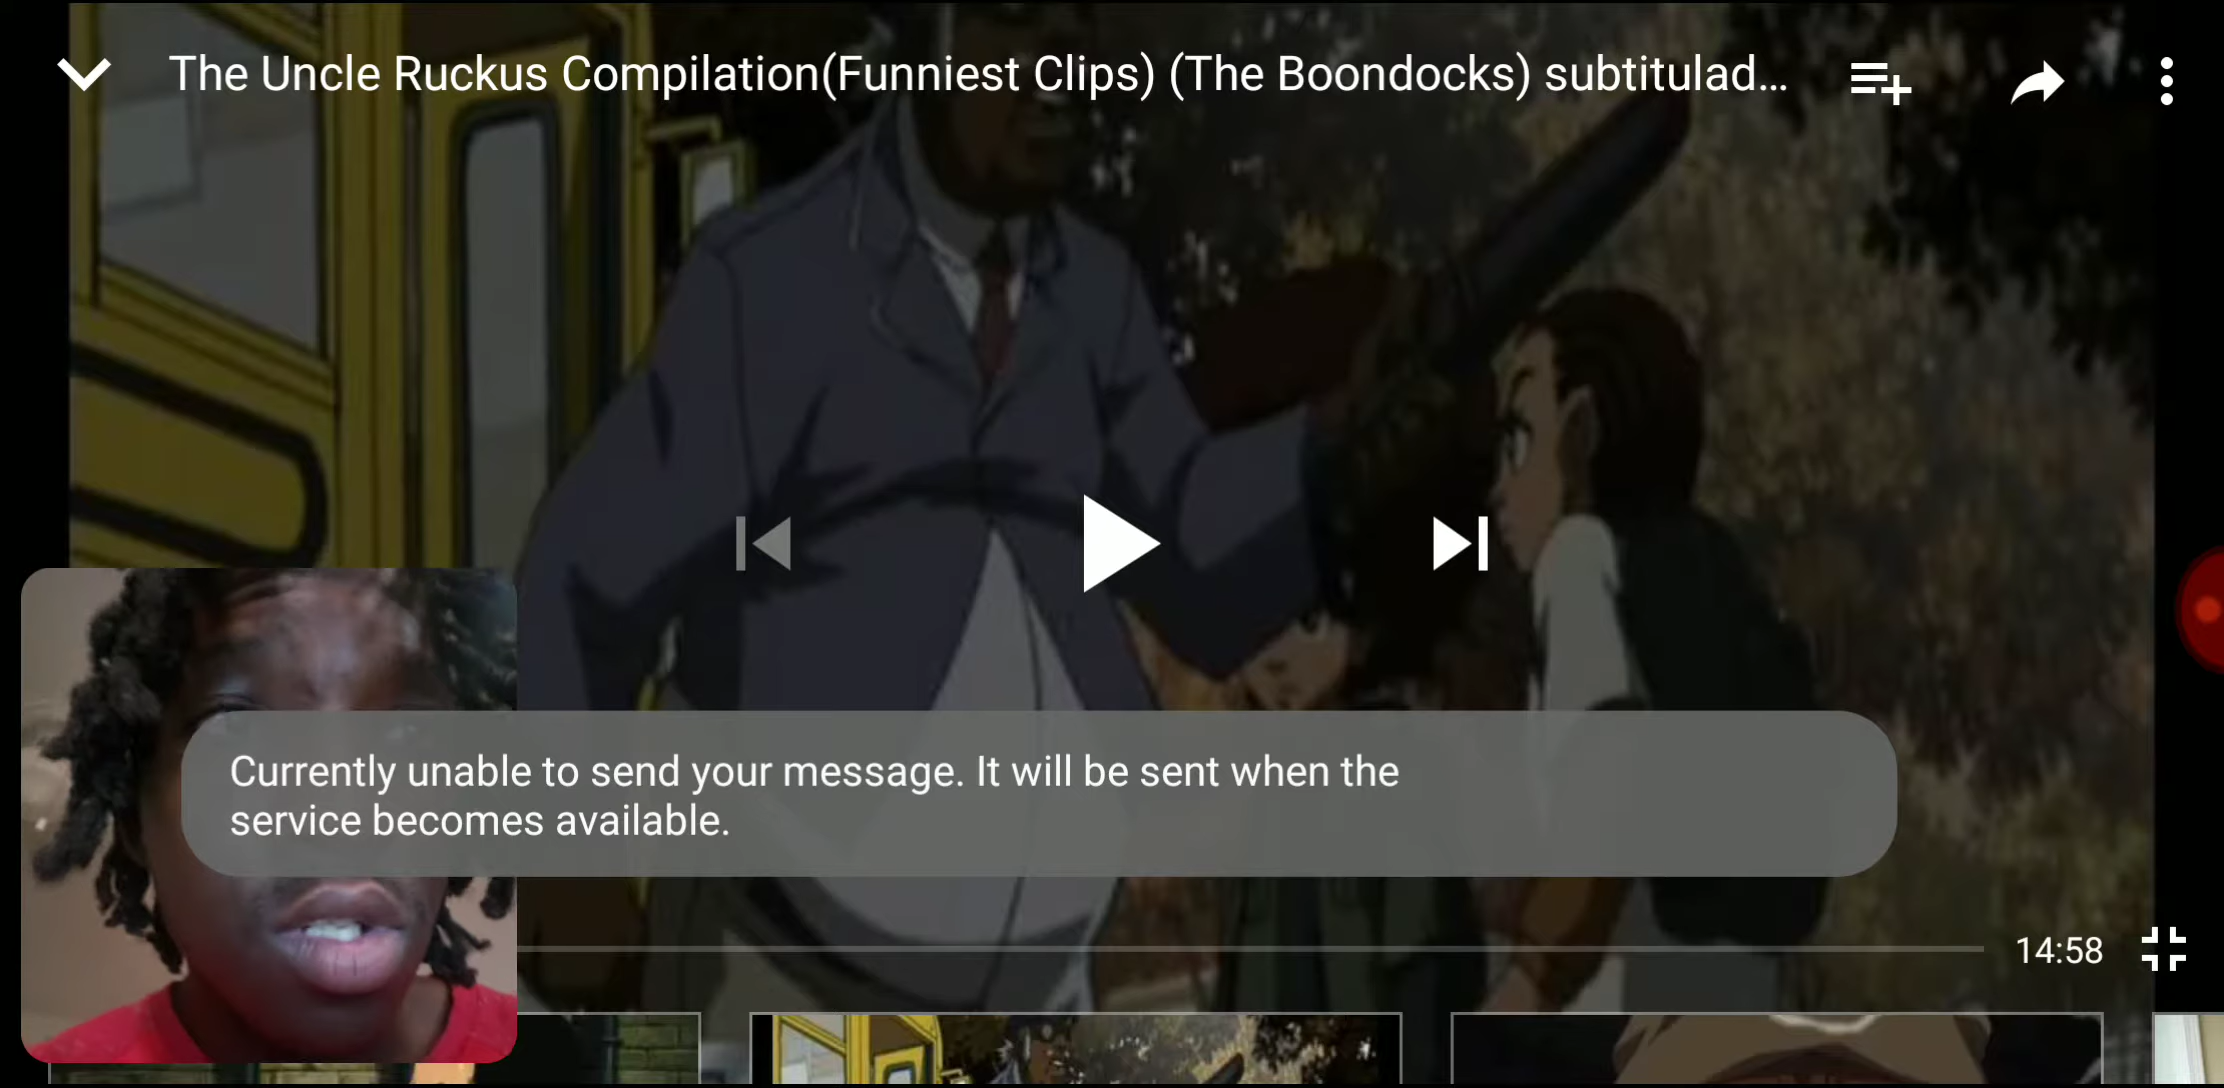 The Uncle Ruckus Compilation(Funniest Clips) (The Boondocks) subtitulad...
Currently unable to send your message. It will be sent when the
service becomes available.
14:58